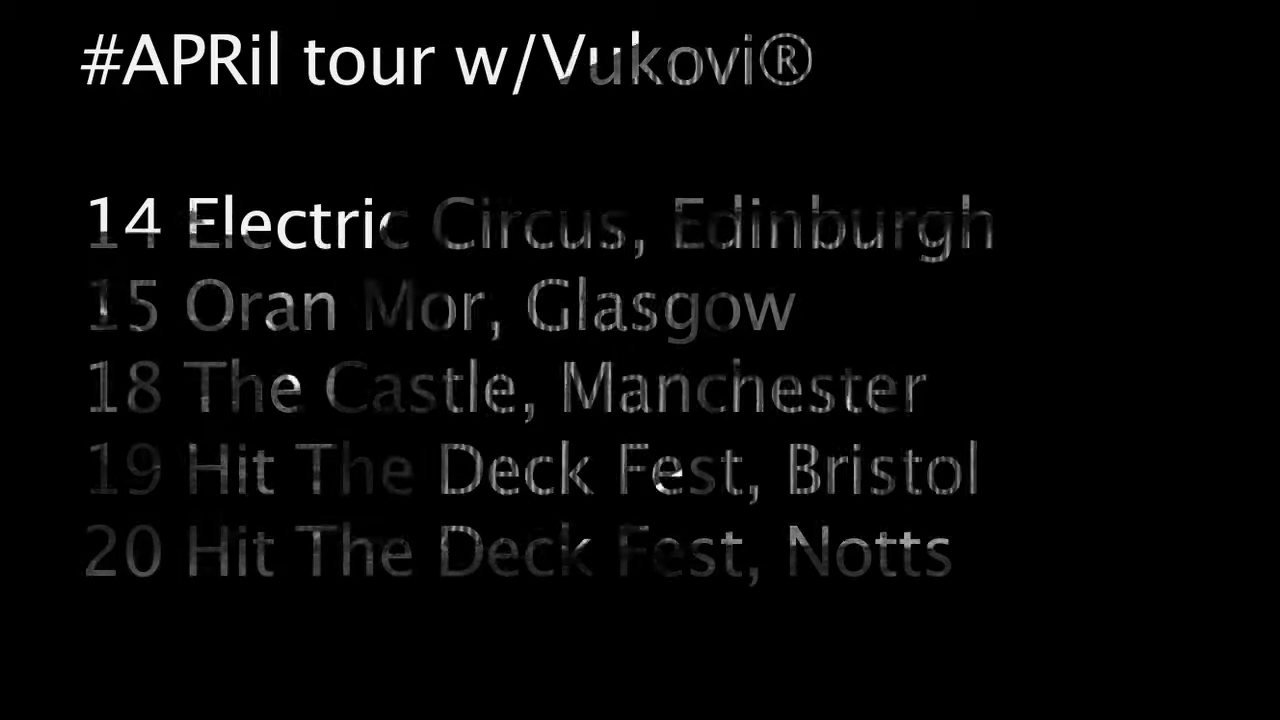 #APRil tour w/Vukovi®
14 Electric Circus, Edinburgh
15 Oran Mor, Glasgow
18 The Castle, Manchester
19 Hit The Deck Fest, Bristol
20 Hit The Deck Fest, Notts